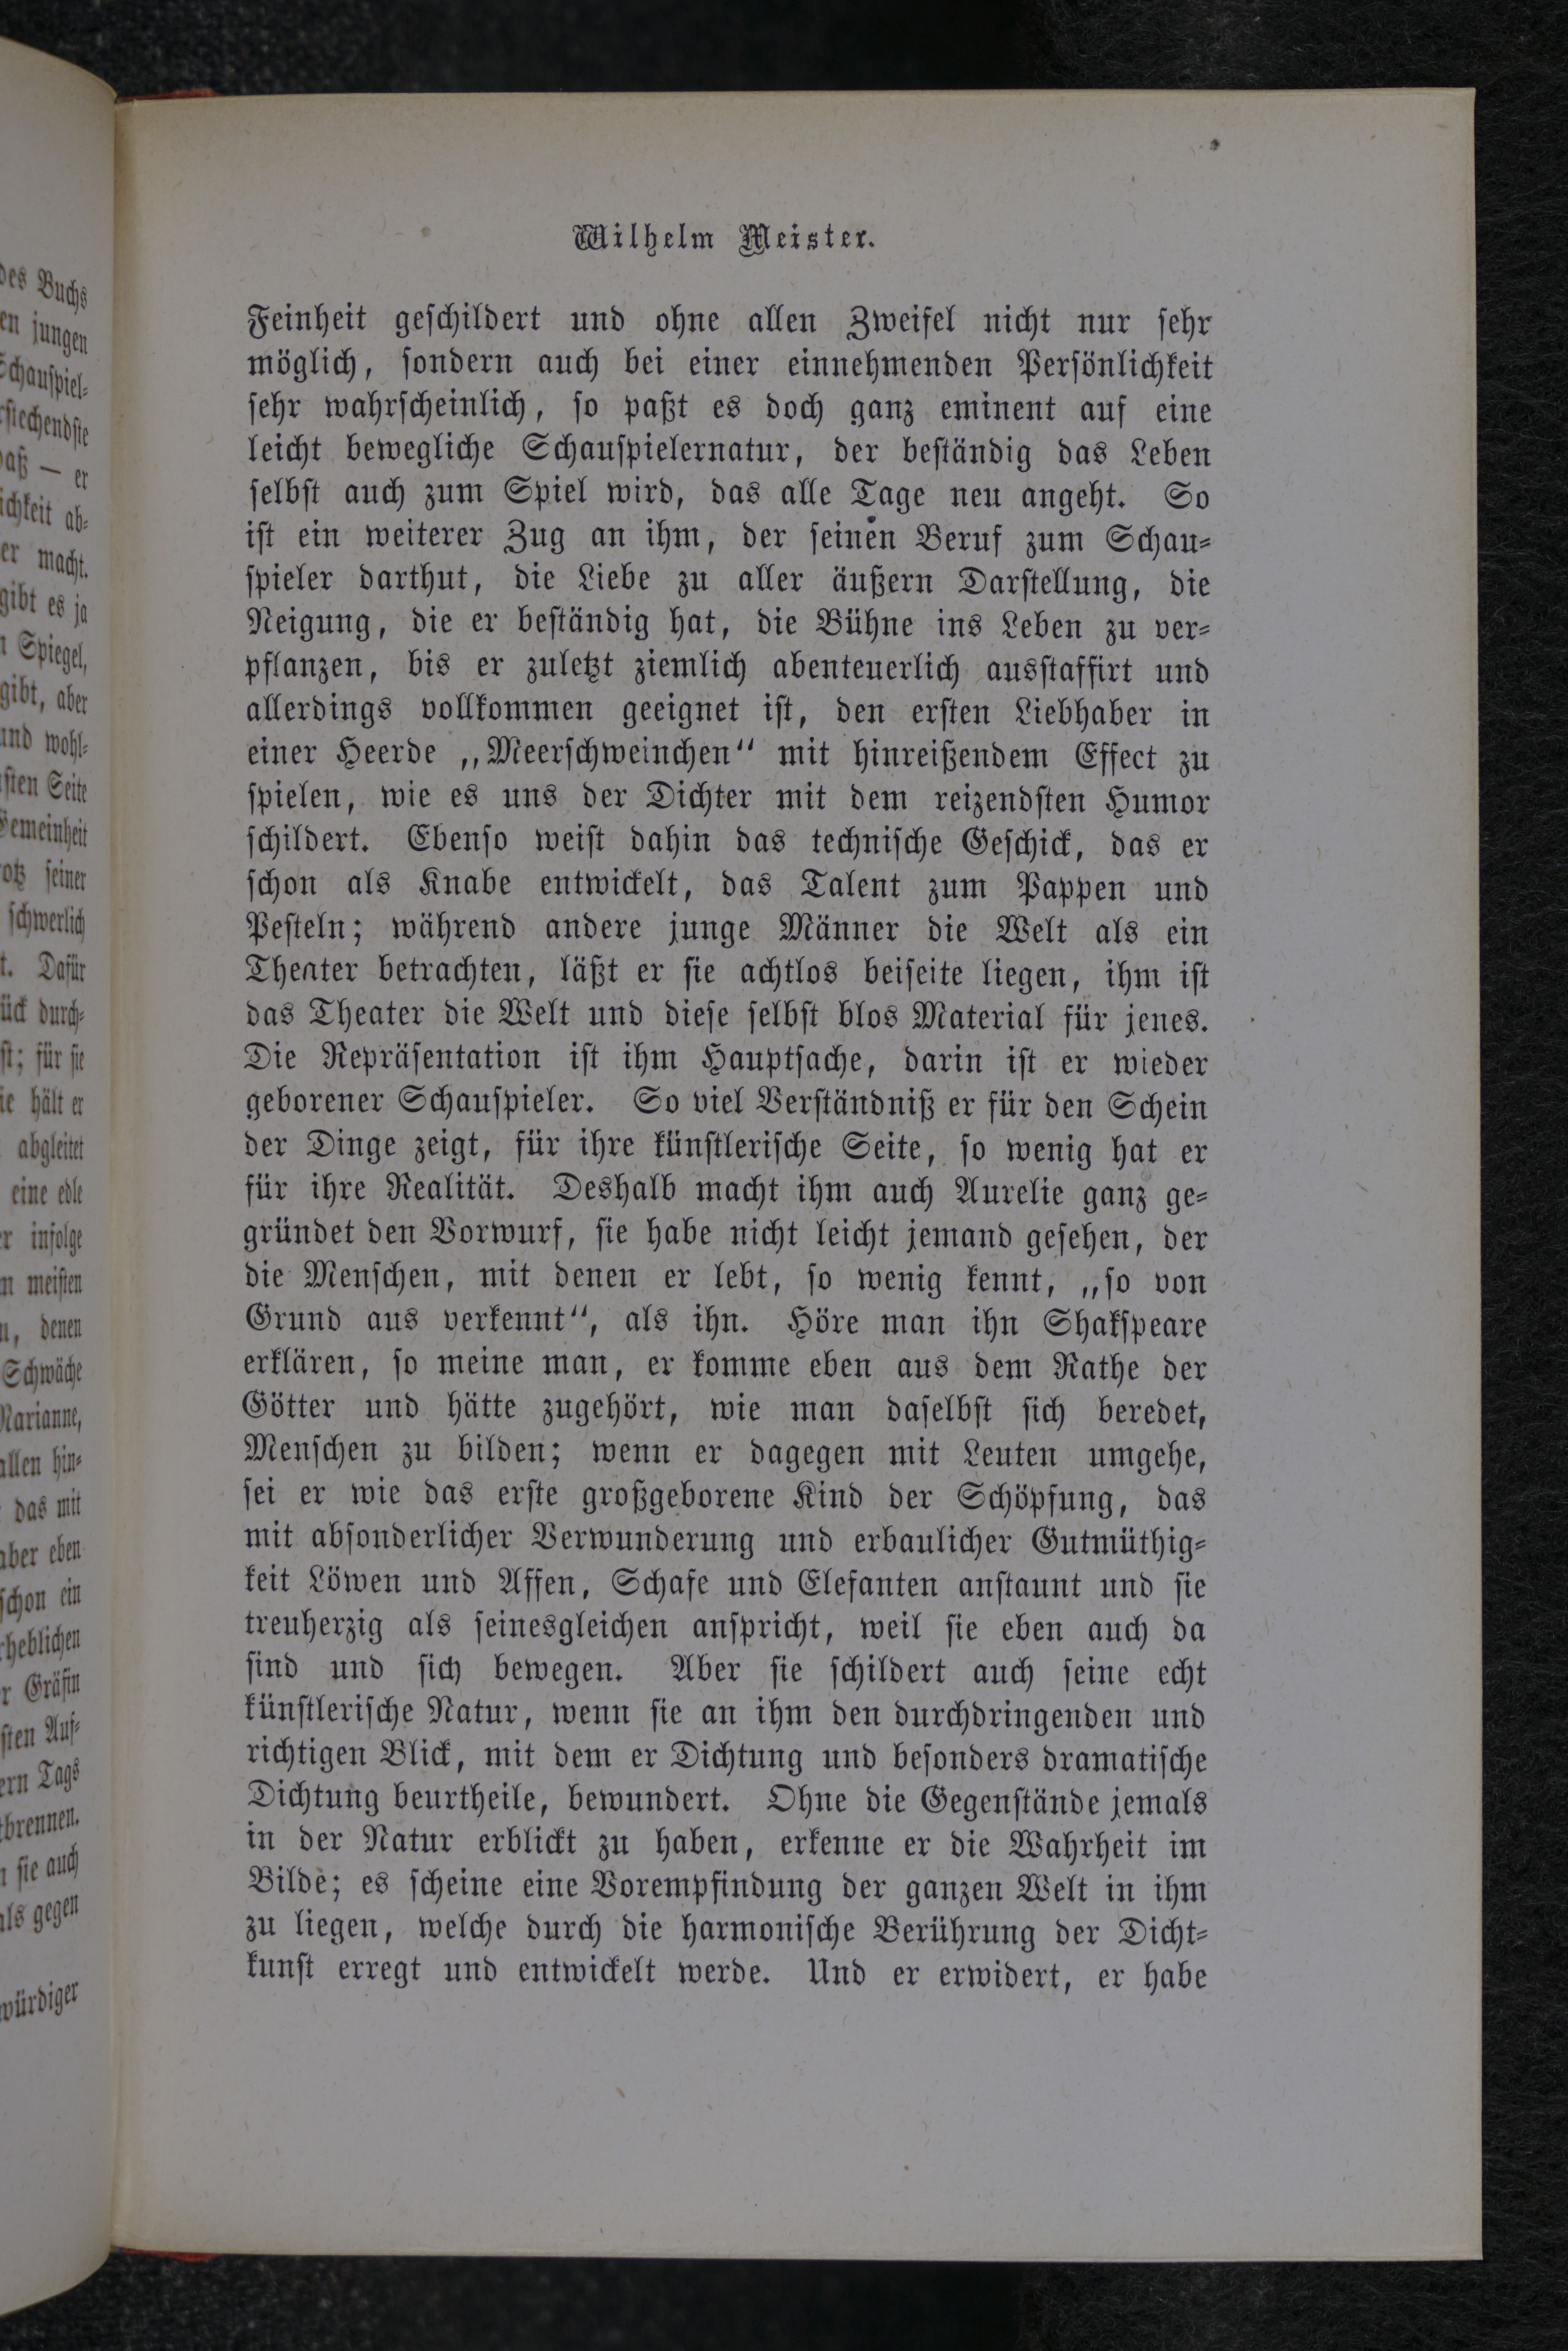 Wilhelm Meister.
Feinheit geschildert und ohne allen Zweifel nicht nur sehr
möglich, sondern auch bei einer einnehmenden Persönlichkeit
sehr wahrscheinlich, so paßt es doch ganz eminent auf eine
leicht bewegliche Schauspielernatur, der beständig das Leben
selbst auch zum Spiel wird, das alle Tage neu angeht. So
ist ein weiterer Zug an ihm, der seinen Beruf zum Schau-
spieler darthut, die Liebe zu aller äußern Darstellung, die
Neigung, die er beständig hat, die Bühne ins Leben zu ver-
pflanzen, bis er zuletzt ziemlich abenteuerlich ausstaffirt und
allerdings vollkommen geeignet ist, den ersten Liebhaber in
einer Heerde „Meerschweinchen“ mit hinreißendem Effect zu
spielen, wie es uns der Dichter mit dem reizendsten Humor
schildert. Ebenso weist dahin das technische Geschick, das er
schon als Knabe entwickelt, das Talent zum Pappen und
Pesteln; während andere junge Männer die Welt als ein
Theater betrachten, läßt er sie achtlos beiseite liegen, ihm ist
das Theater die Welt und diese selbst blos Material für jenes.
Die Repräsentation ist ihm Hauptsache, darin ist er wieder
geborener Schauspieler. So viel Verständniß er für den Schein
der Dinge zeigt, für ihre künstlerische Seite, so wenig hat er
für ihre Realität. Deshalb macht ihm auch Aurelie ganz ge-
gründet den Vorwurf, sie habe nicht leicht jemand gesehen, der
die Menschen, mit denen er lebt, so wenig kennt, „so von
Grund aus verkennt“, als ihn. Höre man ihn Shakspeare
erklären, so meine man, er komme eben aus dem Rathe der
Götter und hätte zugehört, wie man daselbst sich beredet,
Menschen zu bilden; wenn er dagegen mit Leuten umgehe,
sei er wie das erste großgeborene Kind der Schöpfung, das
mit absonderlicher Verwunderung und erbaulicher Gutmüthig-
keit Löwen und Affen, Schafe und Elefanten anstaunt und sie
treuherzig als seinesgleichen anspricht, weil sie eben auch da
sind und sich bewegen. Aber sie schildert auch seine echt
künstlerische Natur, wenn sie an ihm den durchdringenden und
richtigen Blick, mit dem er Dichtung und besonders dramatische
Dichtung beurtheile, bewundert. Ohne die Gegenstände jemals
in der Natur erblickt zu haben, erkenne er die Wahrheit im
Bilde; es scheine eine Vorempfindung der ganzen Welt in ihm
zu liegen, welche durch die harmonische Berührung der Dicht-
kunst erregt und entwickelt werde. Und er erwidert, er habe